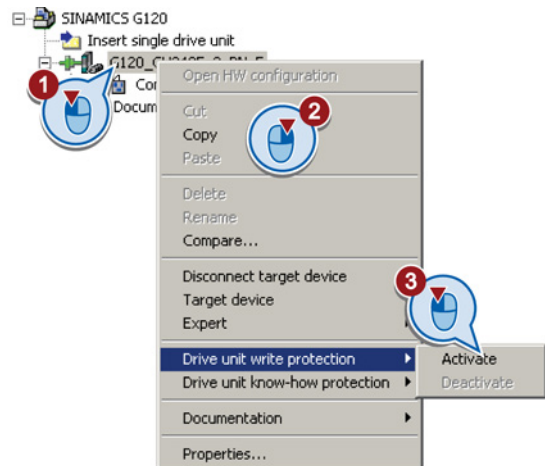 SINAMICS G120
Insert single drive unit
1
Docum
Open HW configuration
Cut
2
Copy
Paste
Delete
Rename
Compare...
Disconnect target device
Target device
3
Expert
Drive unit write protection
Activate
Drive unit know-how protection
Deactivate
Documentation
Properties...